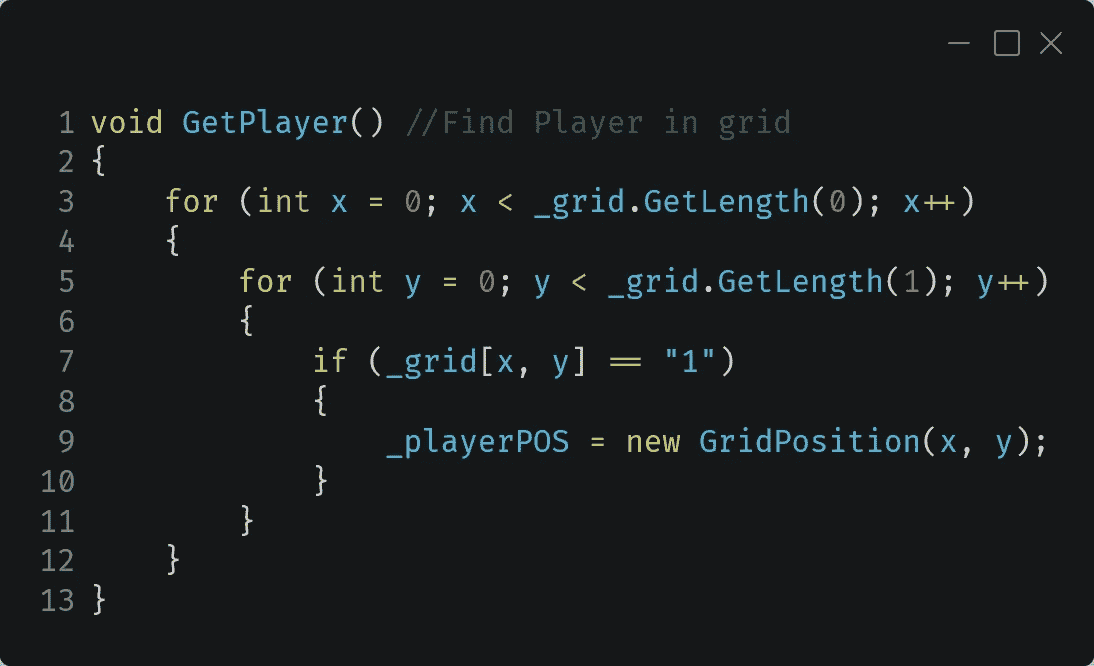 1 void GetPlayer() //Find Player in grid
2 {
3     for (int x = 0; x < _grid.GetLength(0); x++)
4     {
5         for (int y = 0; y < _grid.GetLength(1); y++)
6         {
7             if (_grid[x, y] == "1")
8             {
9                 _playerPOS = new GridPosition(x, y);
10             }
11         }
12     }
13 }